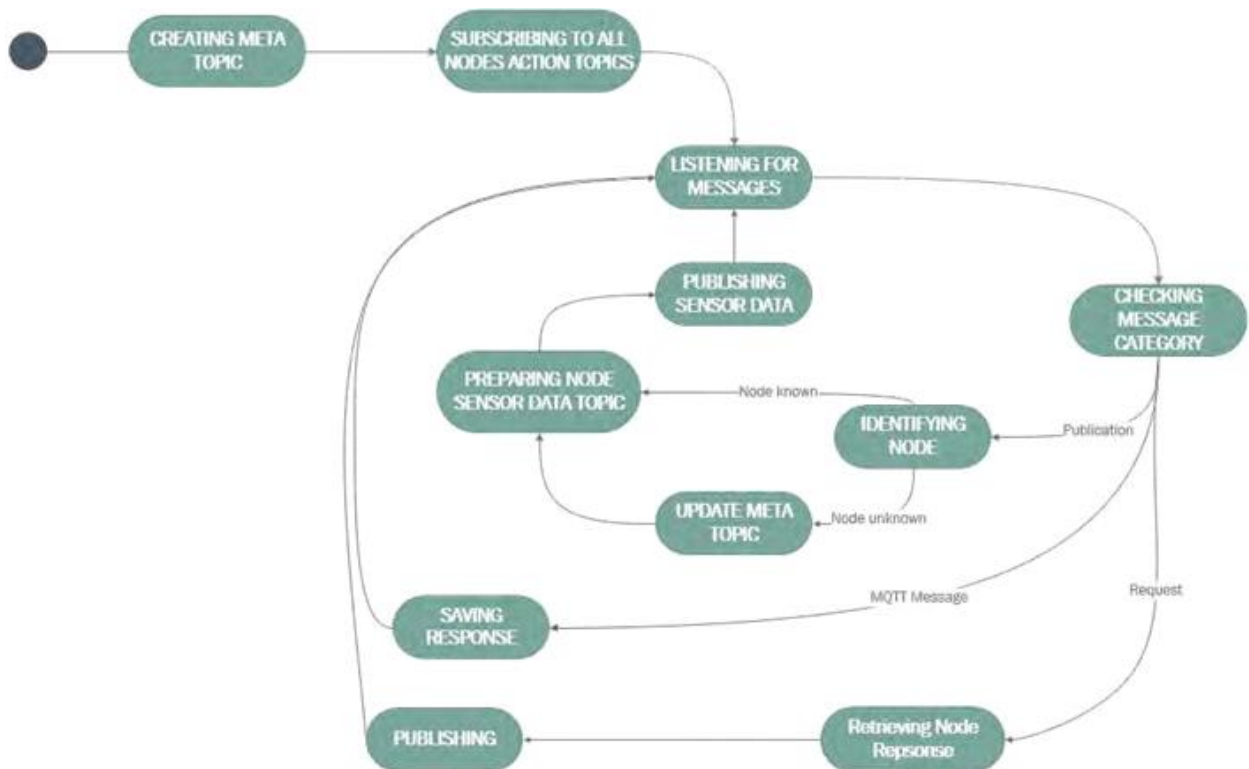 CREATING META
TOPIC
SUBSCRIBING TO ALL
NODES ACTION TOPICS
LISTENING FOR
MESSAGES
PUBLISHING
SENSOR DATA
CHECKING
MESSAGE
CATEGORY
PREPARING NODE
SENSOR DATA TOPIC
Node known
IDENTIFYING
NODE
Publication
UPDATE META
TOPIC
Node unknown
MQTT Message
Request
SAVING
RESPONSE
PUBLISHING
Retrieving Node
Repsonse